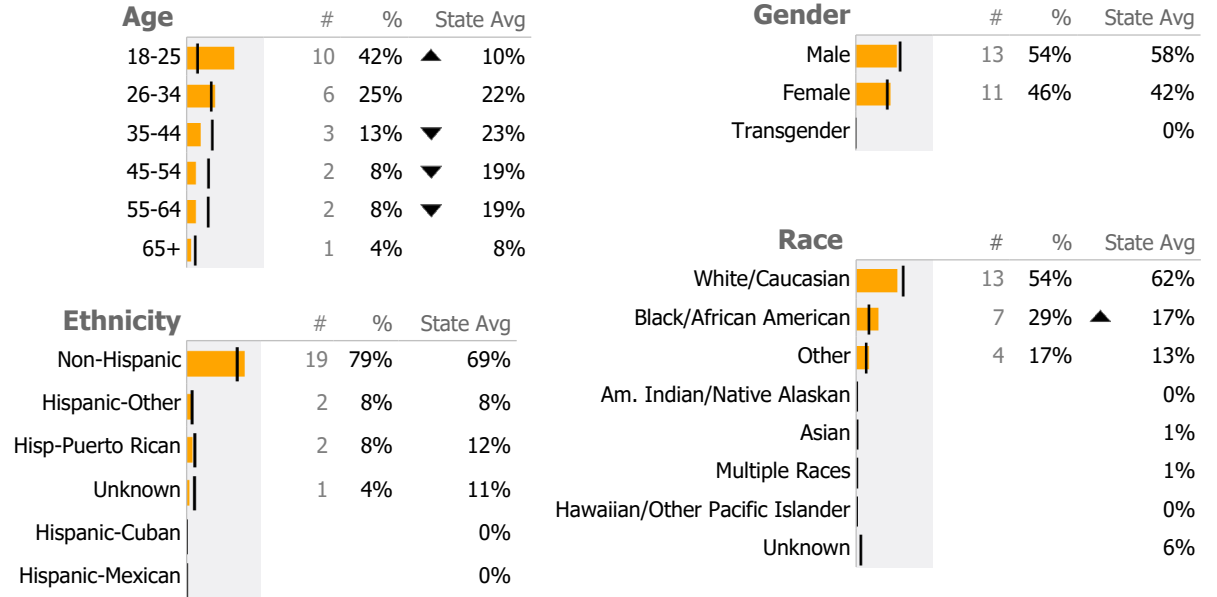 Age # % State Avg
18-25 10 42% ▲ 10%
26-34 6 25% 22%
35-44 3 13% ▼ 23%
45-54 2 8% ▼ 19%
55-64 2 8% ▼ 19%
65+ 1 4% 8%
Ethnicity # % State Avg
Non-Hispanic 19 79% 69%
Hispanic-Other 2 8% 8%
Hisp-Puerto Rican 2 8% 12%
Unknown 1 4% 11%
Hispanic-Cuban 0%
Hispanic-Mexican 0%
Gender # % State Avg
Male 13 54% 58%
Female 11 46% 42%
Transgender 0%
Race # % State Avg
White/Caucasian 13 54% 62%
Black/African American 7 29% ▲ 17%
Other 4 17% 13%
Am. Indian/Native Alaskan 0%
Asian 1%
Multiple Races 1%
Hawaiian/Other Pacific Islander 0%
Unknown 6%